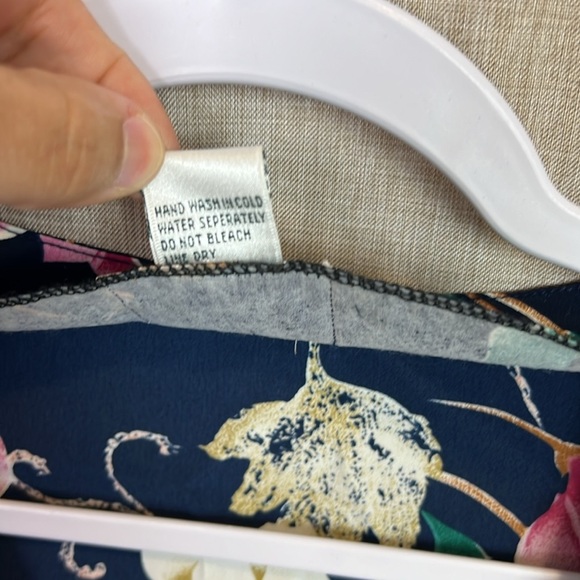 HAND WASH IN COLD
WATER SEPERATELY
DO NOT BLEACH
LINE DRY